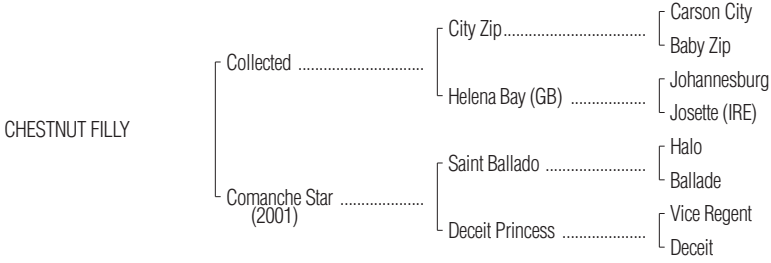 Carson City
City Zip..................................
Baby Zip
Collected ..............................
Johannesburg
Helena Bay (GB) ..................
Josette (IRE)
CHESTNUT FILLY
Halo
Saint Ballado ........................
Ballade
Comanche Star ....................
(2001)
Vice Regent
Deceit Princess ....................
Deceit